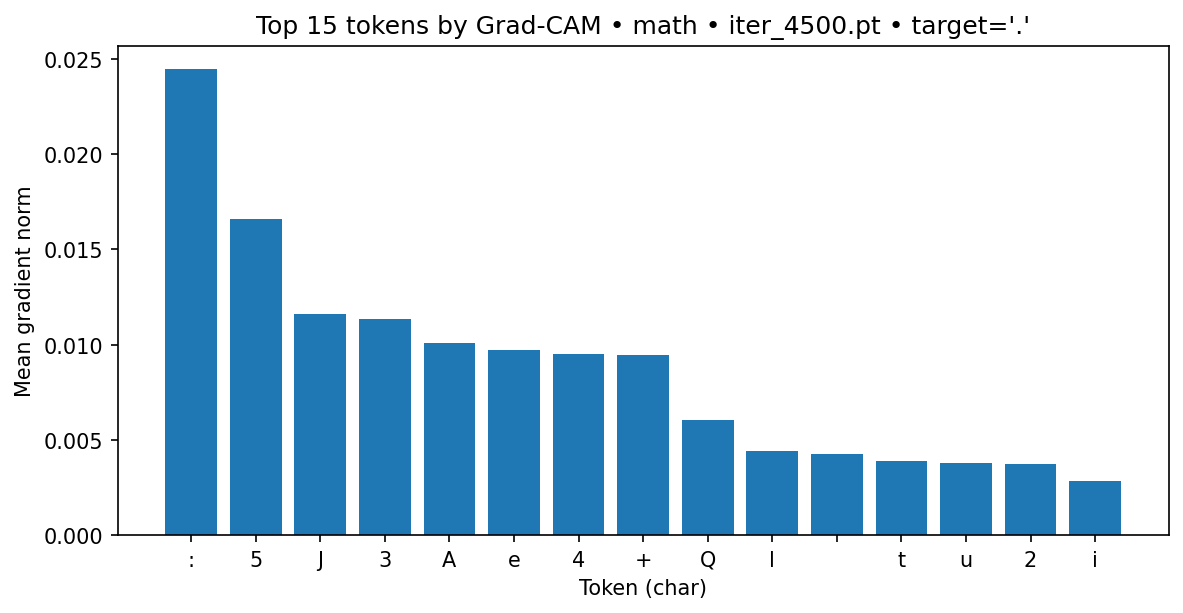 Top 15 tokens by Grad-CAM • math • iter_4500.pt • target='.'
0.025
0.020
0.015
0.010
0.005
0.000
Mean gradient norm
: 5 J 3 A e 4 + Q I t u 2 i
Token (char)